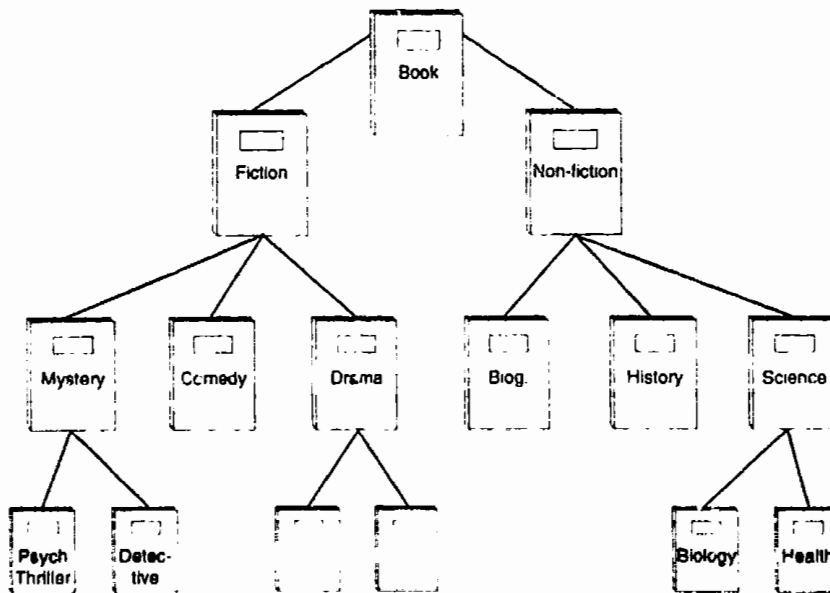 Book
Fiction
Non-fiction
Mystery
Comedy
Drama
Biog.
History
Science
Psych
Thriller
Detec-
tive
Biology
Health